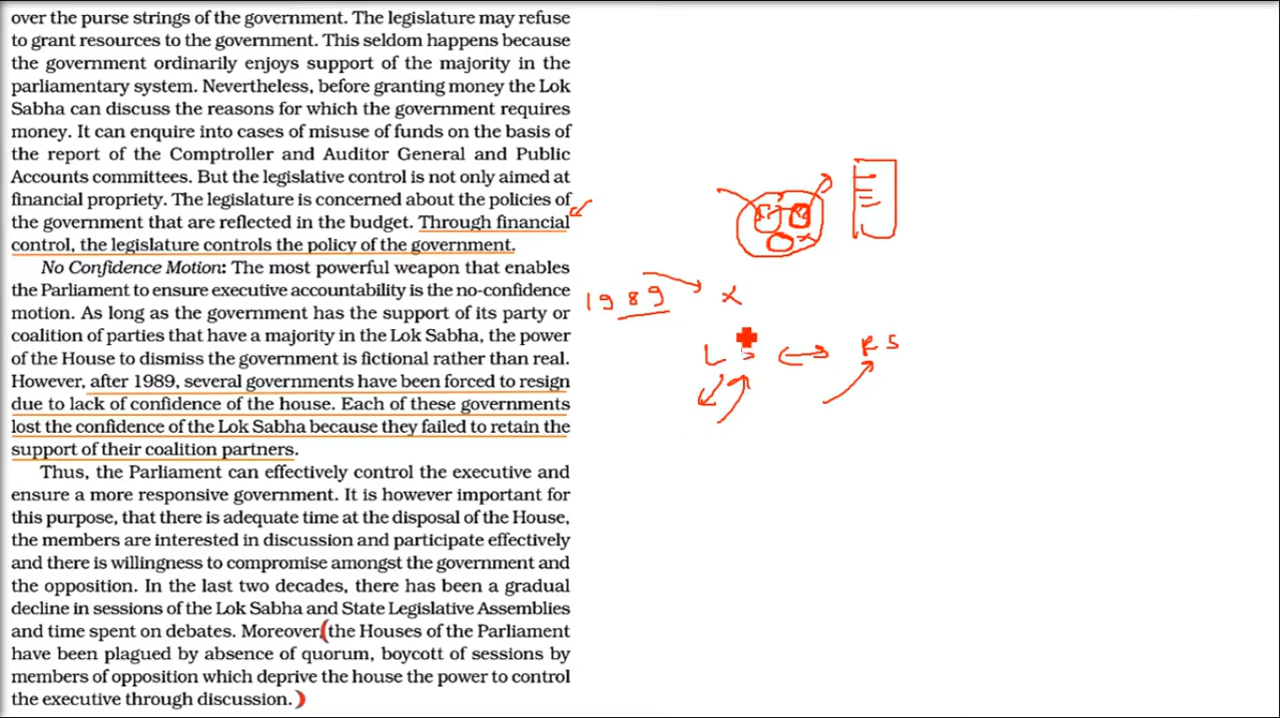 over the purse strings of the government. The legislature may refuse
to grant resources to the government. This seldom happens because
the government ordinarily enjoys support of the majority in the
parliamentary system. Nevertheless, before granting money the Lok
Sabha can discuss the reasons for which the government requires
money. It can enquire into cases of misuse of funds on the basis of
the report of the Comptroller and Auditor General and Public
Accounts committees. But the legislative control is not only aimed at
financial propriety. The legislature is concerned about the policies of
the government that are reflected in the budget. Through financial
control, the legislature controls the policy of the government.
No Confidence Motion: The most powerful weapon that enables
the Parliament to ensure executive accountability is the no-confidence
motion. As long as the government has the support of its party or
coalition of parties that have a majority in the Lok Sabha, the power
of the House to dismiss the government is fictional rather than real.
However, after 1989, several governments have been forced to resign
due to lack of confidence of the house. Each of these governments
lost the confidence of the Lok Sabha because they failed to retain the
support of their coalition partners.
Thus, the Parliament can effectively control the executive and
ensure a more responsive government. It is however important for
this purpose, that there is adequate time at the disposal of the House,
the members are interested in discussion and participate effectively
and there is willingness to compromise amongst the government and
the opposition. In the last two decades, there has been a gradual
decline in sessions of the Lok Sabha and State Legislative Assemblies
and time spent on debates. Moreover, (the Houses of the Parliament
have been plagued by absence of quorum, boycott of sessions by
members of opposition which deprive the house the power to control
the executive through discussion.)
1989 x
L S RS